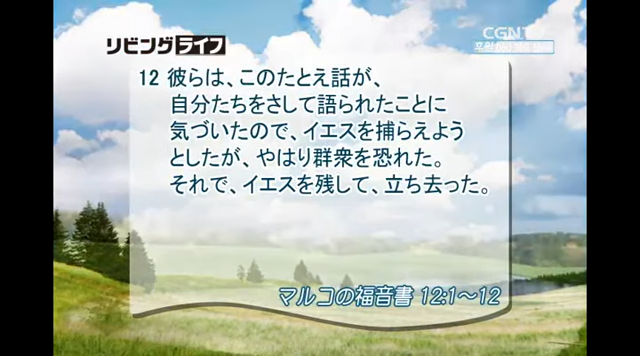 リビングライフ
CGNT
12 彼らは、このたとえ話が、
自分たちをさして語られたことに
気づいたので、イエスを捕らえよう
としたが、やはり群衆を恐れた。
それで、イエスを残して、立ち去った。
マルコの福音書 12:1～12